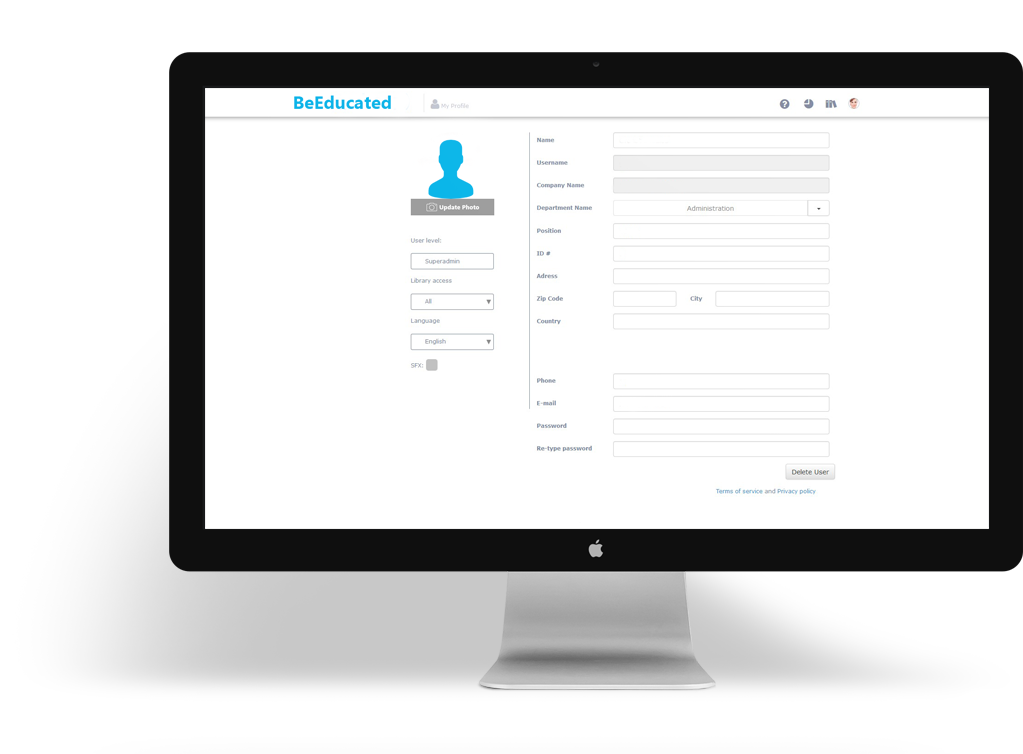 BeEducated
My Profile
Update Photo
User level:
Superadmin
Library access
All
Language
English
SFX:
Name
Username
Company Name
Department Name Administration
Position
ID #
Adress
Zip Code City
Country
Phone
E-mail
Password
Re-type password
Delete User
Terms of service and Privacy policy